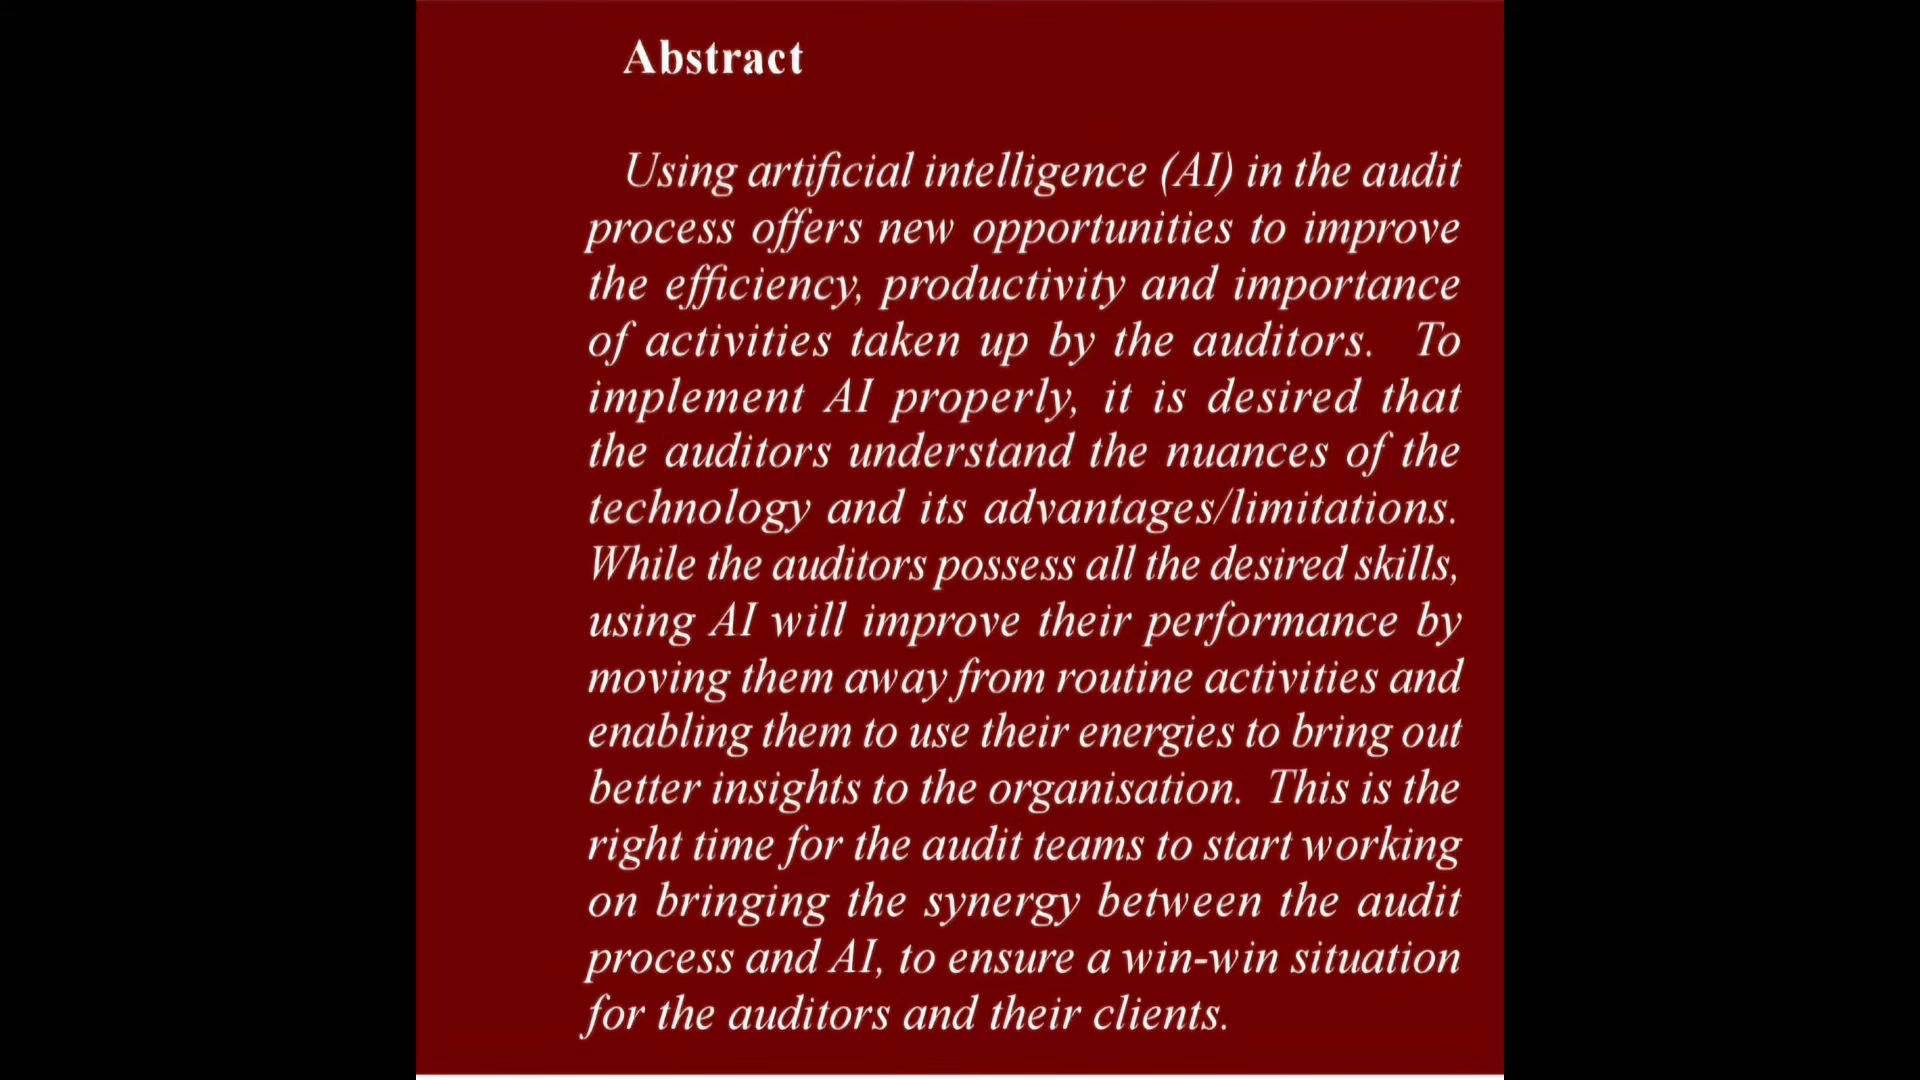 Abstract
Using artificial intelligence (AI) in the audit
process offers new opportunities to improve
the efficiency, productivity and importance
of activities taken up by the auditors. To
implement AI properly, it is desired that
the auditors understand the nuances of the
technology and its advantages/limitations.
While the auditors possess all the desired skills,
using AI will improve their performance by
moving them away from routine activities and
enabling them to use their energies to bring out
better insights to the organisation. This is the
right time for the audit teams to start working
on bringing the synergy between the audit
process and AI, to ensure a win-win situation
for the auditors and their clients.